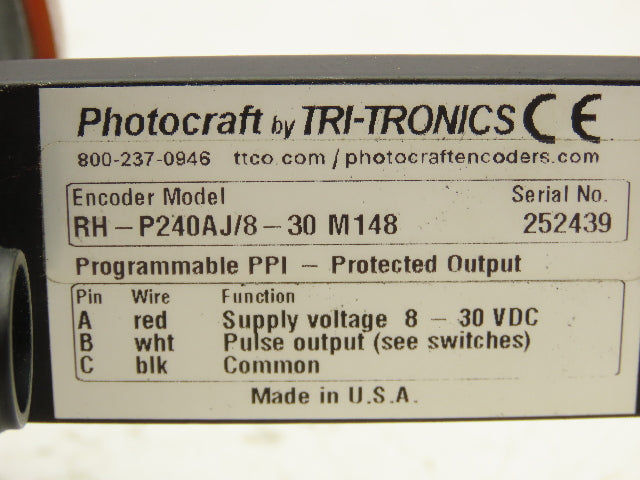 Photocraft by TRI-TRONICS CE
800-237-0946 ttco.com / photocraftencoders.com
Encoder Model Serial No.
RH – P240AJ/8 – 30 M148 252439
Programmable PPI – Protected Output
Pin Wire Function
A red Supply voltage 8 – 30 VDC
B wht Pulse output (see switches)
C blk Common
Made in U.S.A.